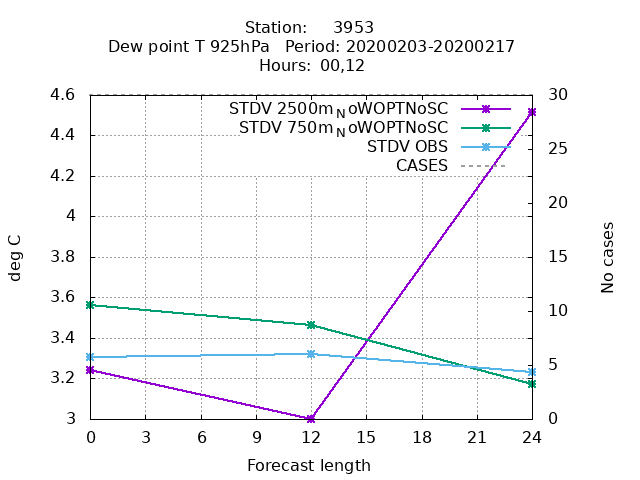 Station: 3953
Dew point T 925hPa Period: 20200203-20200217
Hours: 00,12
4.6
4.4
4.2
4
3.8
3.6
3.4
3.2
3
30
25
20
15
10
5
0
STDV 2500mNoWOPTNoSC
STDV 750mNoWOPTNoSC
STDV OBS
CASES
deg C
No cases
0 3 6 9 12 15 18 21 24
Forecast length